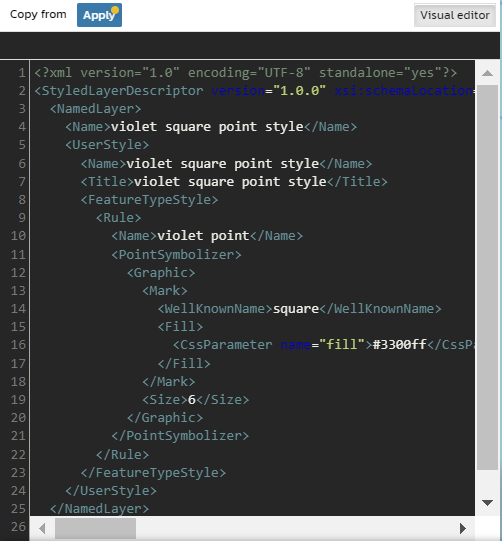 Copy from Apply Visual editor
1 <?xml version="1.0" encoding="UTF-8" standalone="yes"?>
2 <StyledLayerDescriptor version="1.0.0" xsi:schemaLocation=
3 <NamedLayer>
4 <Name>violet square point style</Name>
5 <UserStyle>
6 <Name>violet square point style</Name>
7 <Title>violet square point style</Title>
8 <FeatureTypeStyle>
9 <Rule>
10 <Name>violet point</Name>
11 <PointSymbolizer>
12 <Graphic>
13 <Mark>
14 <WellKnownName>square</WellKnownName>
15 <Fill>
16 <CssParameter name="fill">#3300ff</CssPa
17 </Fill>
18 </Mark>
19 <Size>6</Size>
20 </Graphic>
21 </PointSymbolizer>
22 </Rule>
23 </FeatureTypeStyle>
24 </UserStyle>
25 </NamedLayer>
26